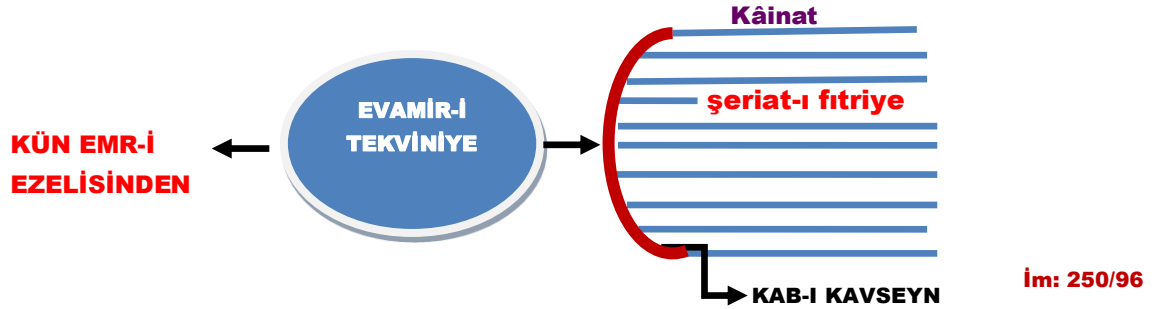 Kâinat
EVAMİR-İ
TEKVİNİYE
şeriat-ı fıtriye
KÜN EMR-İ
EZELİSİNDEN
KAB-I KAVSEYN
İm: 250/96